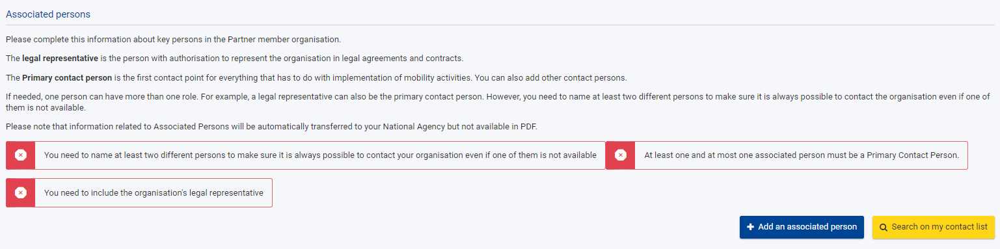 Associated persons
Please complete this information about key persons in the Partner member organisation.
The legal representative is the person with authorisation to represent the organisation in legal agreements and contracts.
The Primary contact person is the first contact point for everything that has to do with implementation of mobility activities. You can also add other contact persons.
If needed, one person can have more than one role. For example, a legal representative can also be the primary contact person. However, you need to name at least two different persons to make sure it is always possible to contact the organisation even if one of
them is not available.
Please note that information related to Associated Persons will be automatically transferred to your National Agency but not available in PDF.
You need to name at least two different persons to make sure it is always possible to contact your organisation even if one of them is not available
At least one and at most one associated person must be a Primary Contact Person.
You need to include the organisation's legal representative
Add an associated person
Search on my contact list